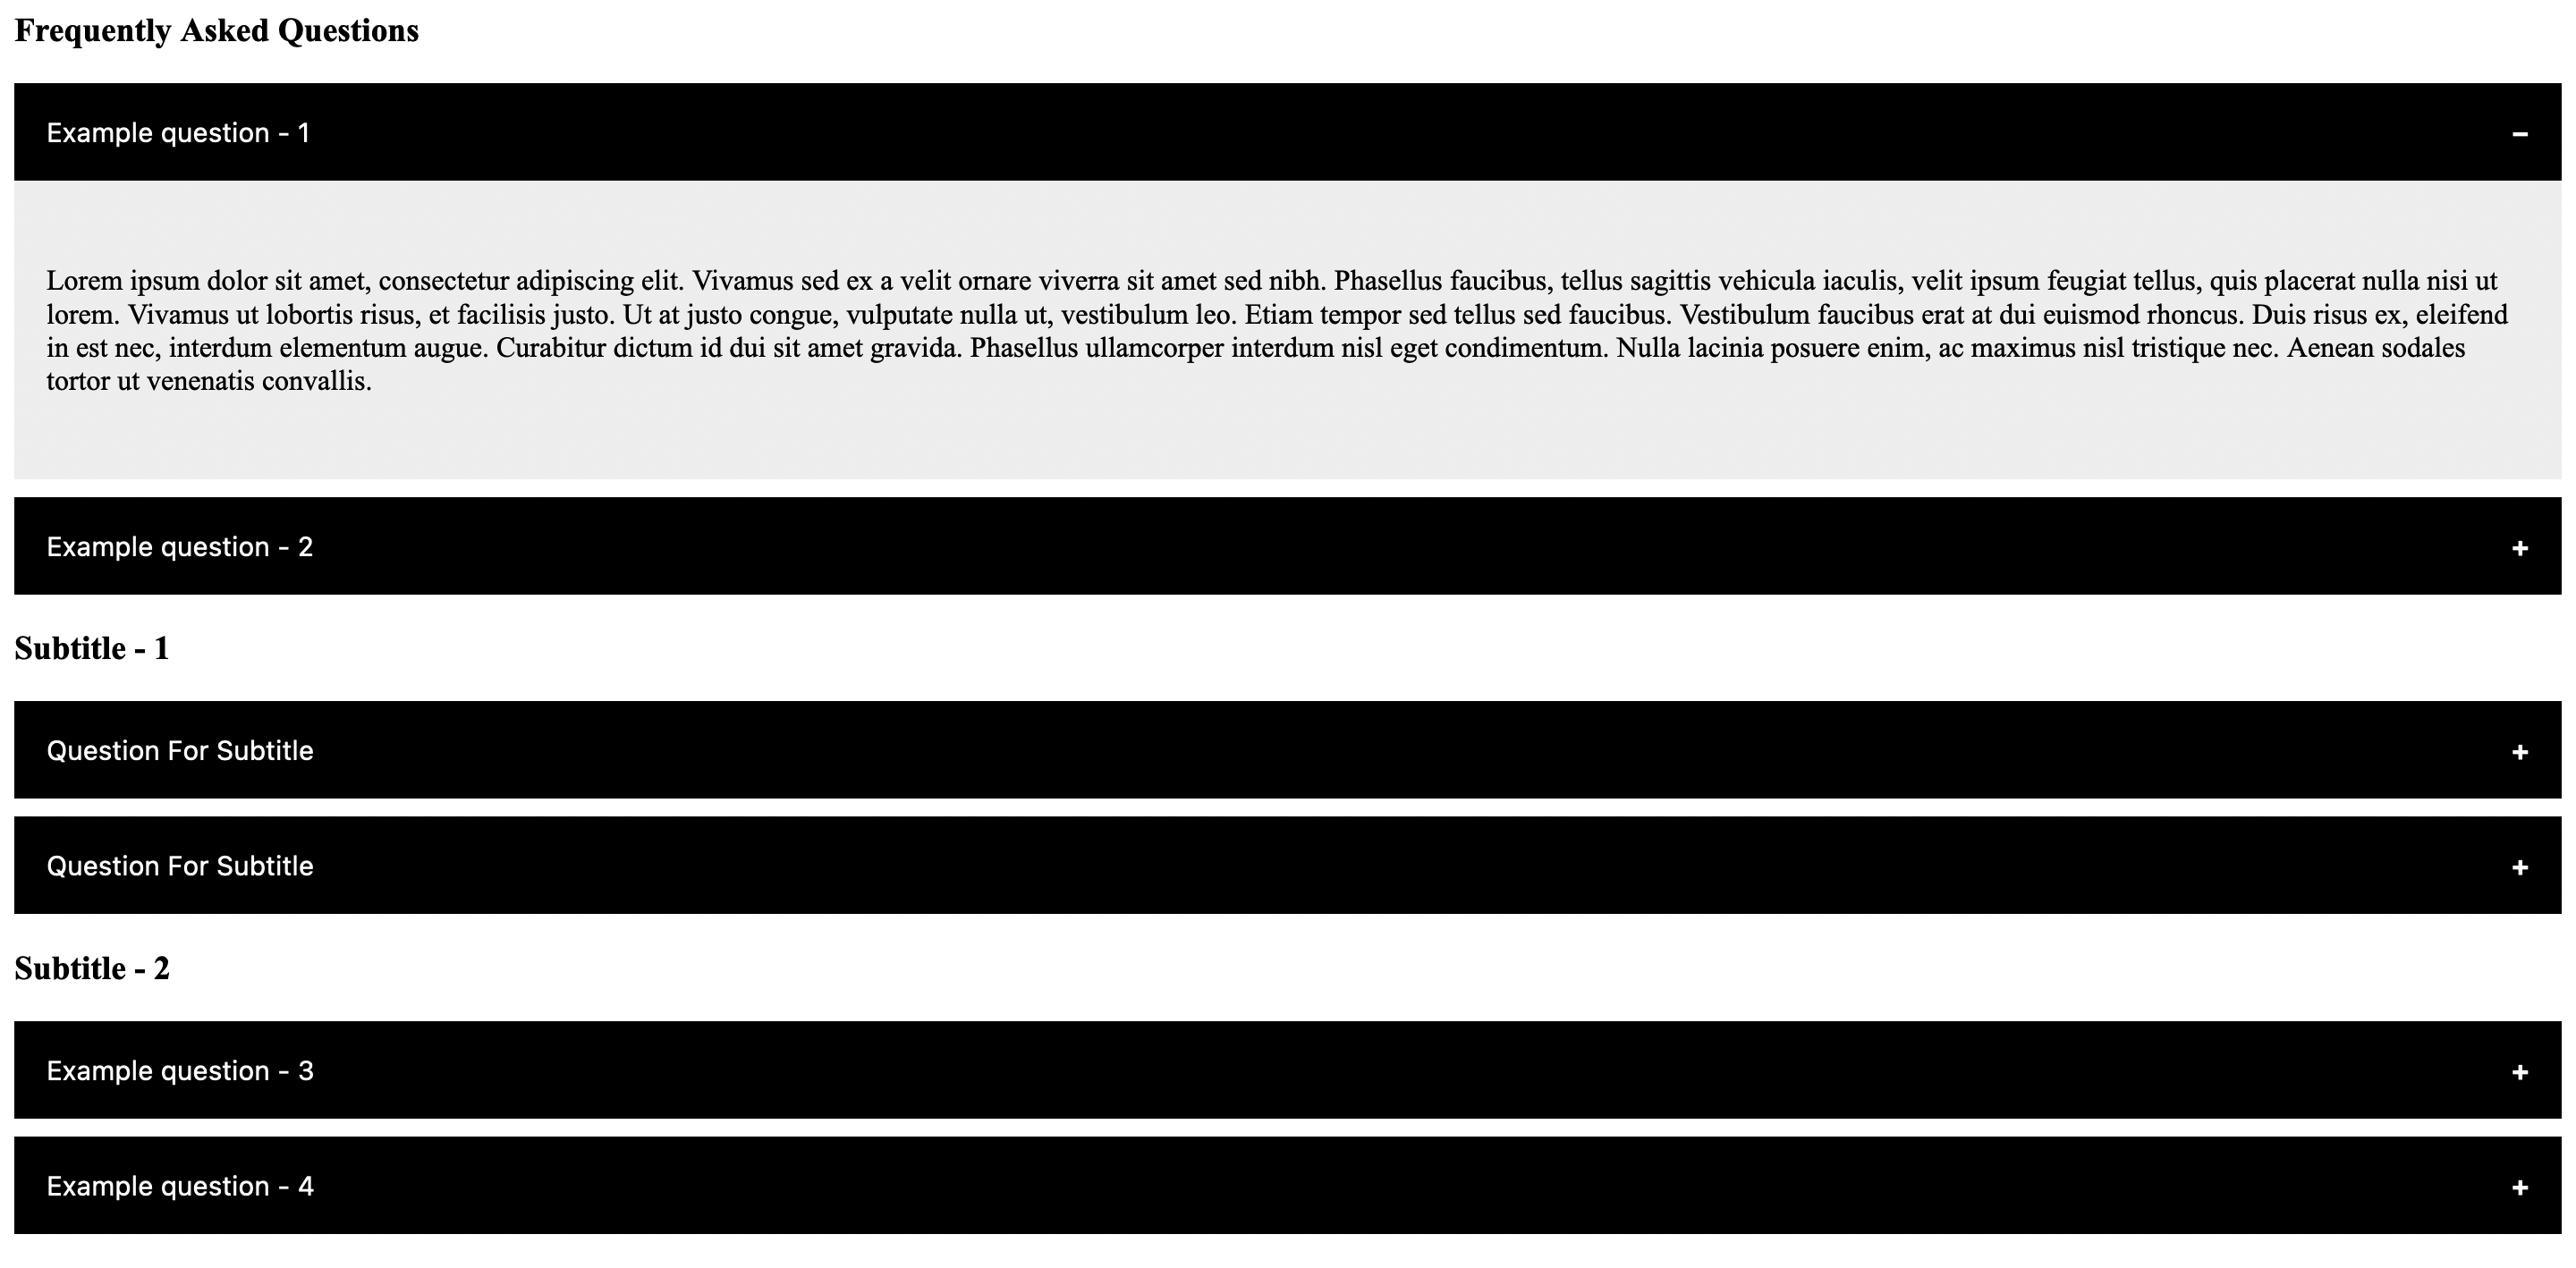 Frequently Asked Questions
Example question - 1 –
Lorem ipsum dolor sit amet, consectetur adipiscing elit. Vivamus sed ex a velit ornare viverra sit amet sed nibh. Phasellus faucibus, tellus sagittis vehicula iaculis, velit ipsum feugiat tellus, quis placerat nulla nisi ut
lorem. Vivamus ut lobortis risus, et facilisis justo. Ut at justo congue, vulputate nulla ut, vestibulum leo. Etiam tempor sed tellus sed faucibus. Vestibulum faucibus erat at dui euismod rhoncus. Duis risus ex, eleifend
in est nec, interdum elementum augue. Curabitur dictum id dui sit amet gravida. Phasellus ullamcorper interdum nisl eget condimentum. Nulla lacinia posuere enim, ac maximus nisl tristique nec. Aenean sodales
tortor ut venenatis convallis.
Example question - 2 +
Subtitle - 1
Question For Subtitle +
Question For Subtitle +
Subtitle - 2
Example question - 3 +
Example question - 4 +